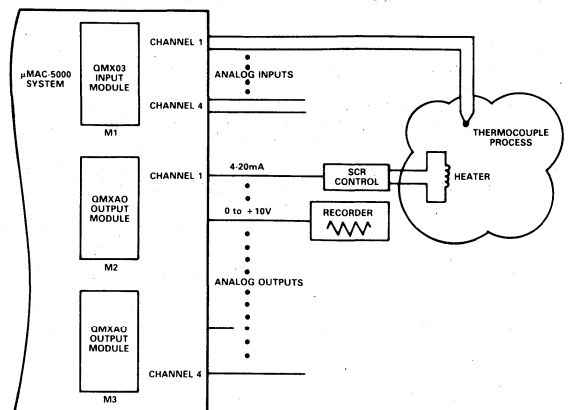 μMAC-5000
SYSTEM
QMX03
INPUT
MODULE
M1
CHANNEL 1
ANALOG INPUTS
CHANNEL 4
THERMOCOUPLE
PROCESS
QMXAO
OUTPUT
MODULE
M2
CHANNEL 1
4-20mA
SCR
CONTROL
HEATER
0 to +10V
RECORDER
ANALOG OUTPUTS
QMXAO
OUTPUT
MODULE
M3
CHANNEL 4